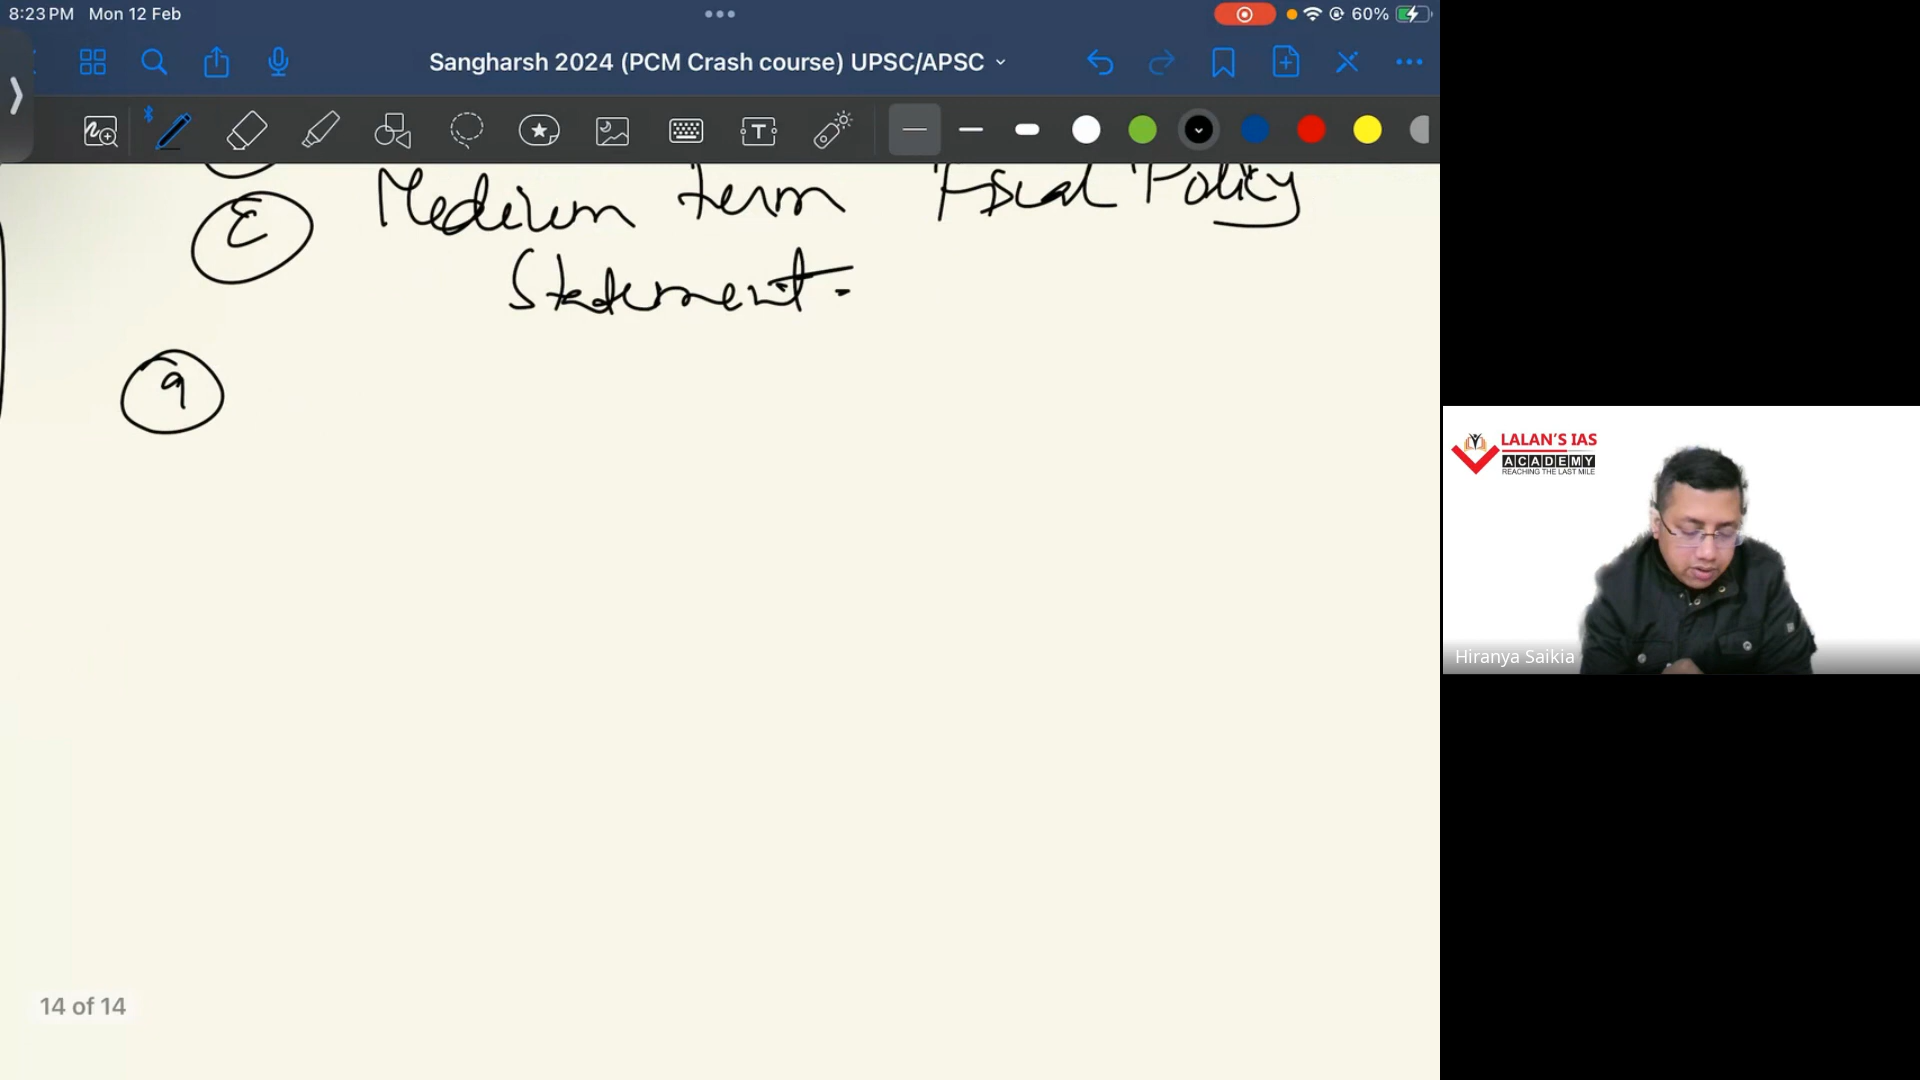 8:23 PM Mon 12 Feb
60%
Sangharsh 2024 (PCM Crash course) UPSC/APSC
T
Medium term Fiscal Policy
Statement
9
14 of 14
LALAN'S IAS
ACADEMY
REACHING THE LAST MILE
Hiranya Saikia